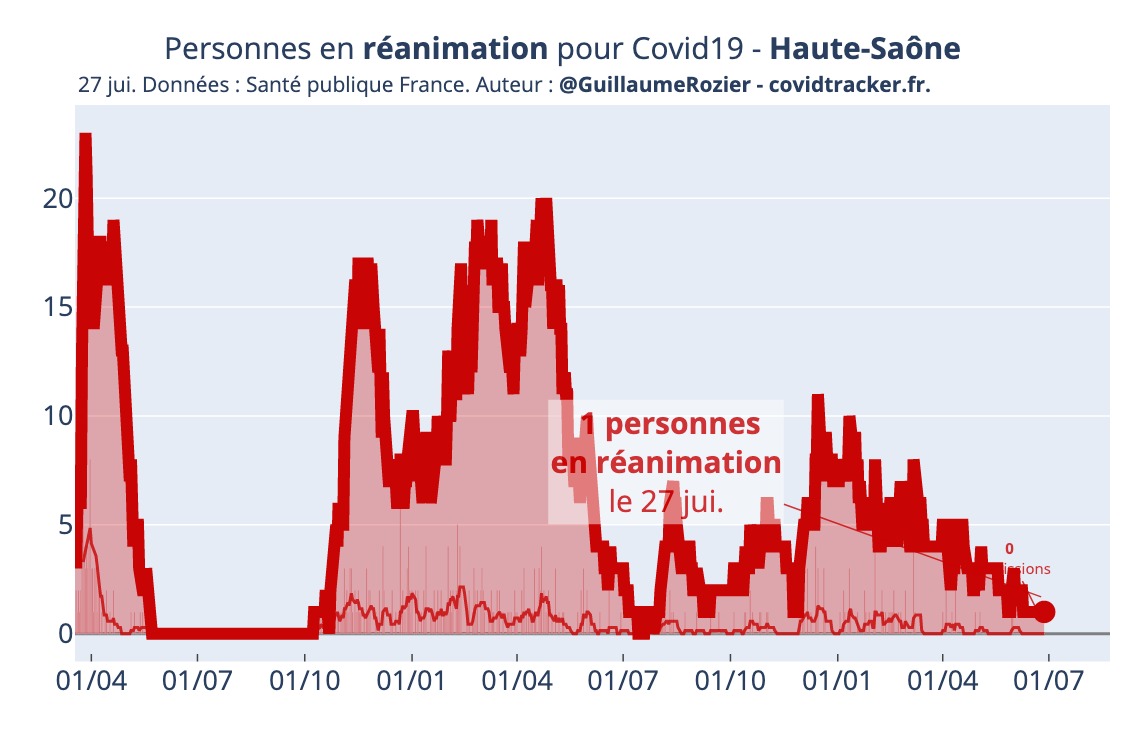 Personnes en réanimation pour Covid19 - Haute-Saône
27 jui. Données : Santé publique France. Auteur : @GuillaumeRozier - covidtracker.fr.
20
15
10
5
0
1 personnes
en réanimation
le 27 jui.
0
01/04 01/07 01/10 01/01 01/04 01/07 01/10 01/01 01/04 01/07